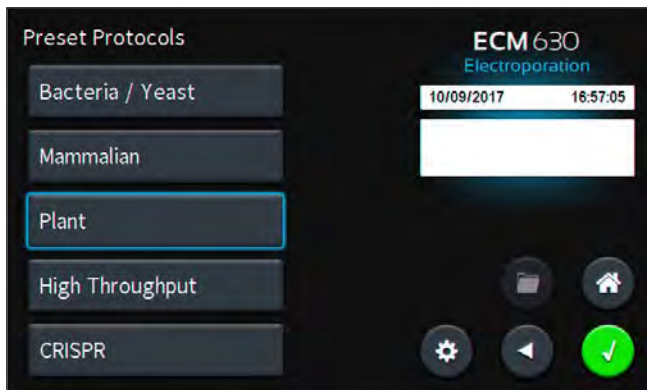 Preset Protocols
Bacteria / Yeast
Mammalian
Plant
High Throughput
CRISPR
ECM 630
Electroporation
10/09/2017 16:57:05